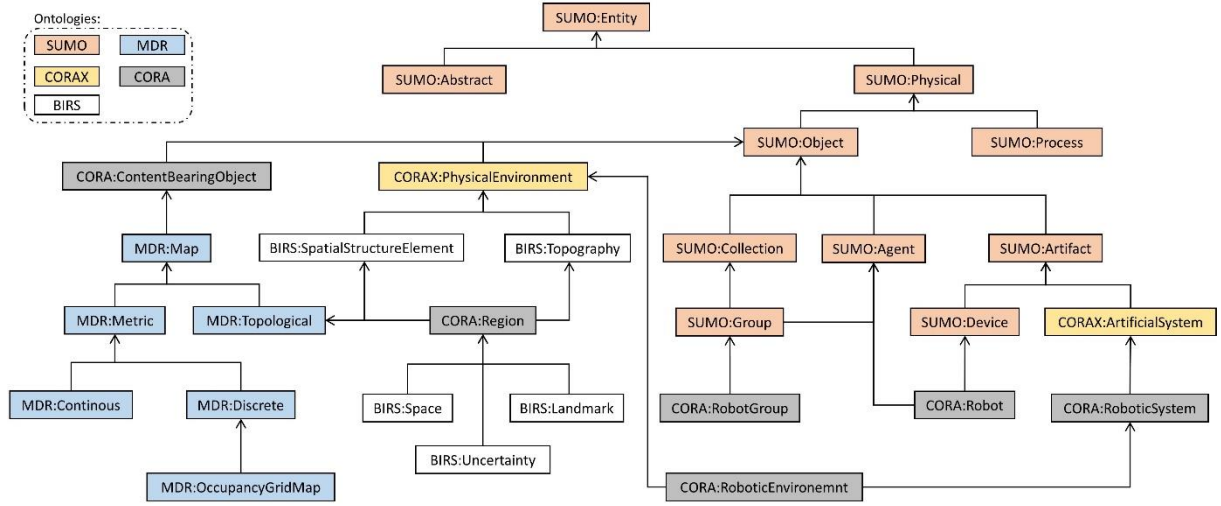 Ontologies:
SUMO
MDR
CORAX
CORA
BIRS
SUMO:Entity
SUMO:Abstract
SUMO:Physical
SUMO:Object
SUMO:Process
CORA:ContentBearingObject
CORAX:PhysicalEnvironment
MDR:Map
BIRS:SpatialStructureElement
BIRS:Topography
SUMO:Collection
SUMO:Agent
SUMO:Artifact
MDR:Metric
MDR:Topological
CORA:Region
SUMO:Group
SUMO:Device
CORAX:ArtificialSystem
MDR:Continous
MDR:Discrete
BIRS:Space
BIRS:Landmark
CORA:RobotGroup
CORA:Robot
CORA:RoboticSystem
BIRS:Uncertainty
MDR:OccupancyGridMap
CORA:RoboticEnvironemnt